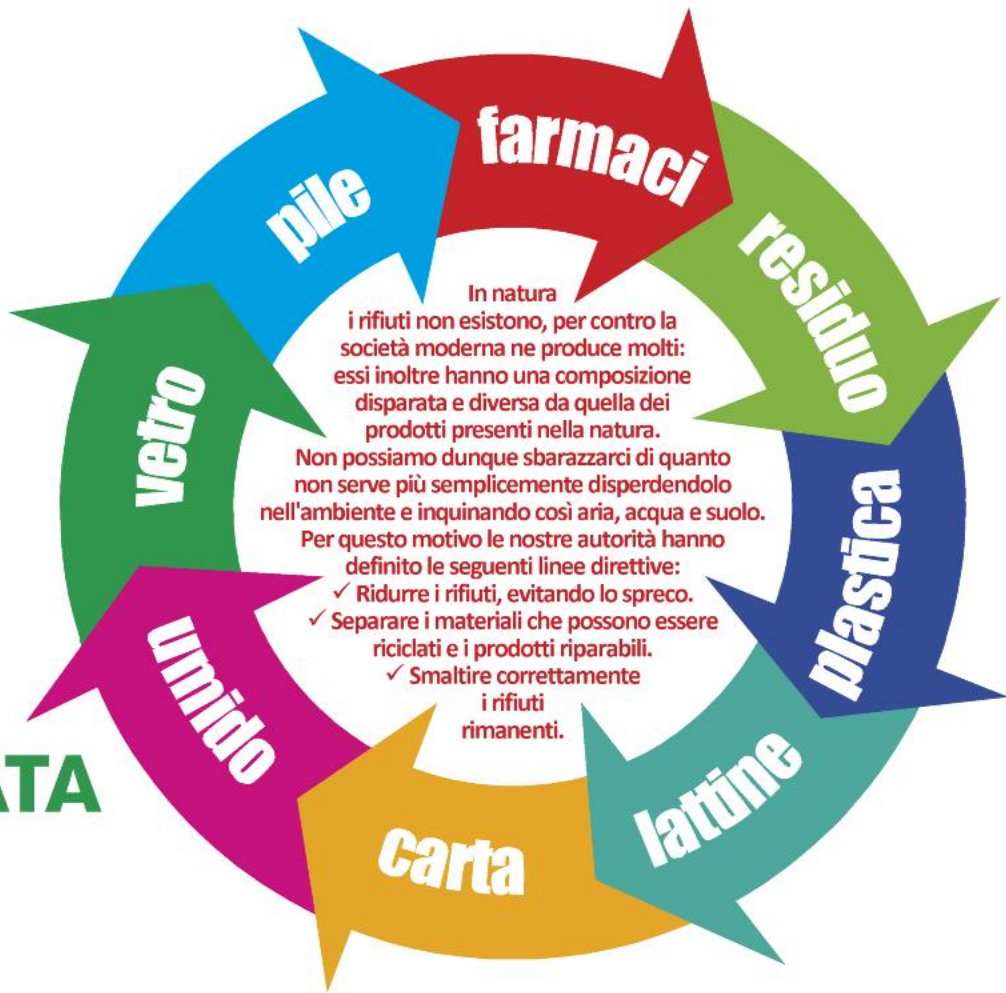 farmaci
residuo
plastica
lattine
carta
umido
vetro
pile
In natura
i rifiuti non esistono, per contro la
società moderna ne produce molti:
essi inoltre hanno una composizione
disparata e diversa da quella dei
prodotti presenti nella natura.
Non possiamo dunque sbarazzarci di quanto
non serve più semplicemente disperdendolo
nell'ambiente e inquinando così aria, acqua e suolo.
Per questo motivo le nostre autorità hanno
definito le seguenti linee direttive:
✓ Ridurre i rifiuti, evitando lo spreco.
✓ Separare i materiali che possono essere
riciclati e i prodotti riparabili.
✓ Smaltire correttamente
i rifiuti
rimanenti.
ATA